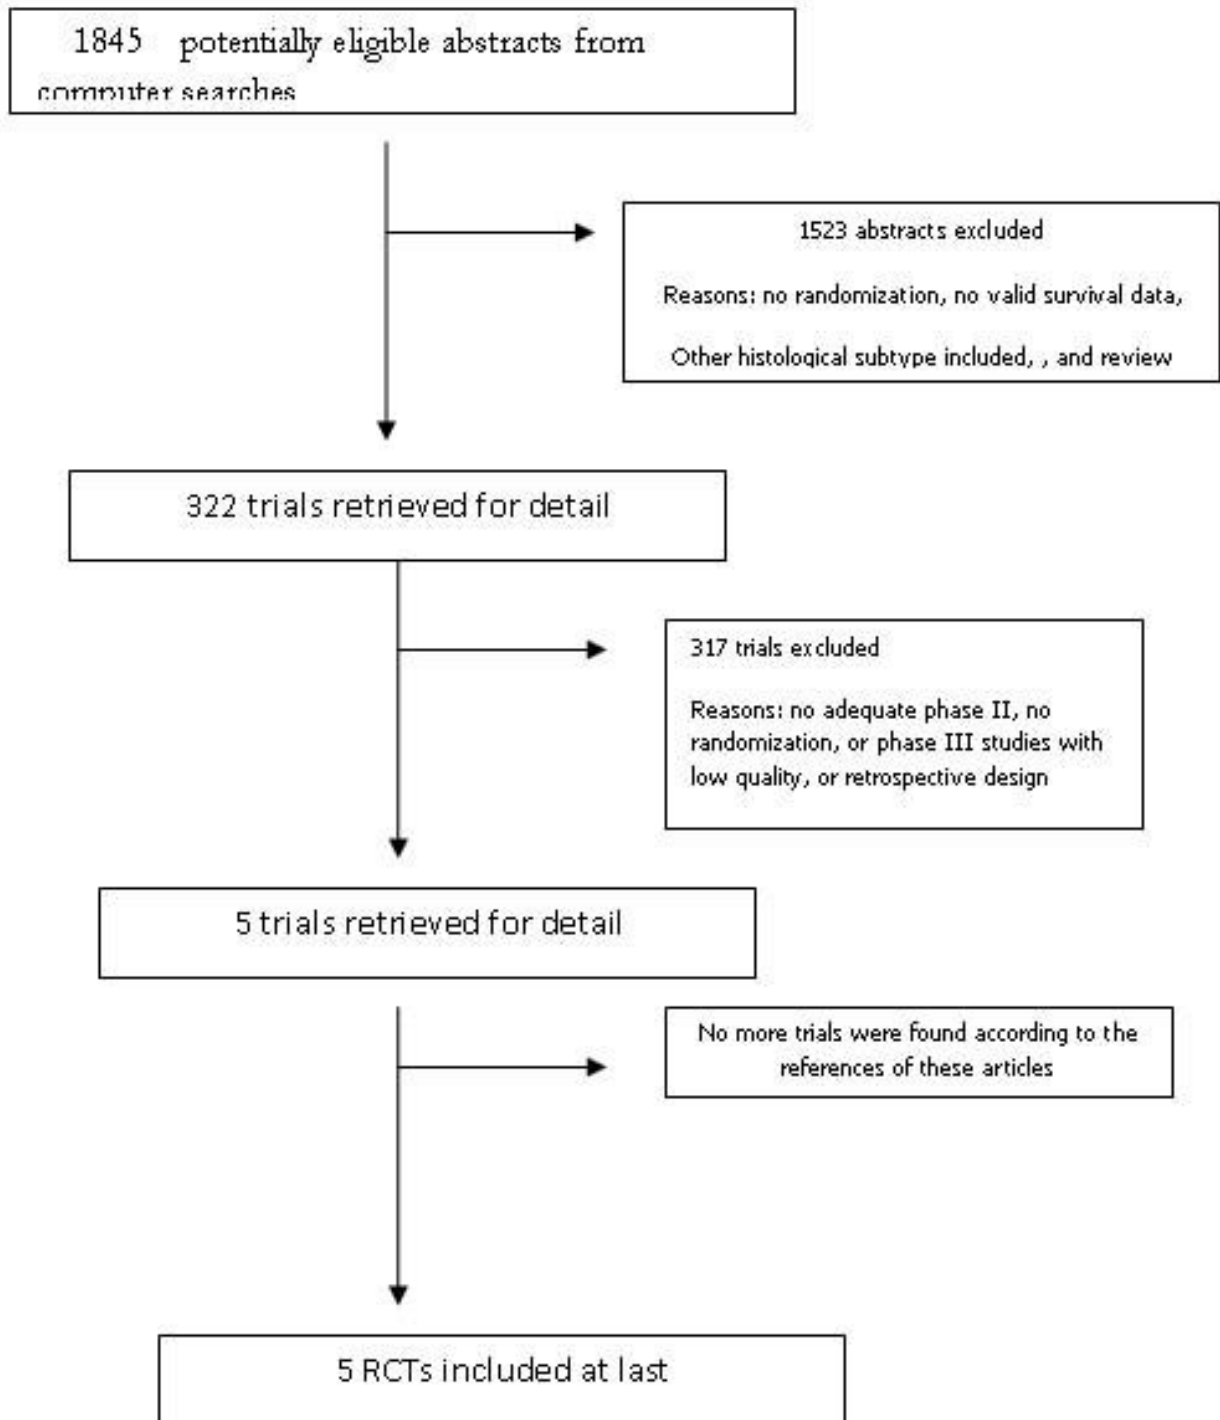 1845 potentially eligible abstracts from
computer searches
1523 abstracts excluded
Reasons: no randomization, no valid survival data,
Other histological subtype included, , and review
322 trials retrieved for detail
317 trials excluded
Reasons: no adequate phase II, no
randomization, or phase III studies with
low quality, or retrospective design
5 trials retrieved for detail
No more trials were found according to the
references of these articles
5 RCTs included at last